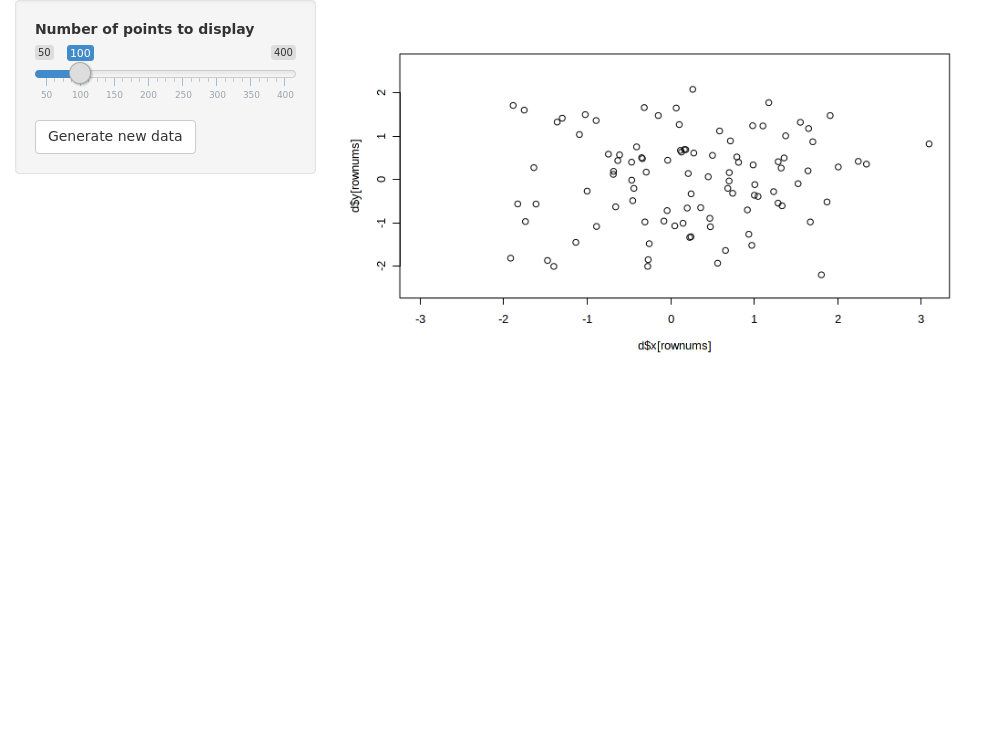 Number of points to display
50 100 400
50 100 150 200 250 300 350 400
Generate new data
2
1
0
-1
-2
d$y[rownums]
-3 -2 -1 0 1 2 3
d$x[rownums]